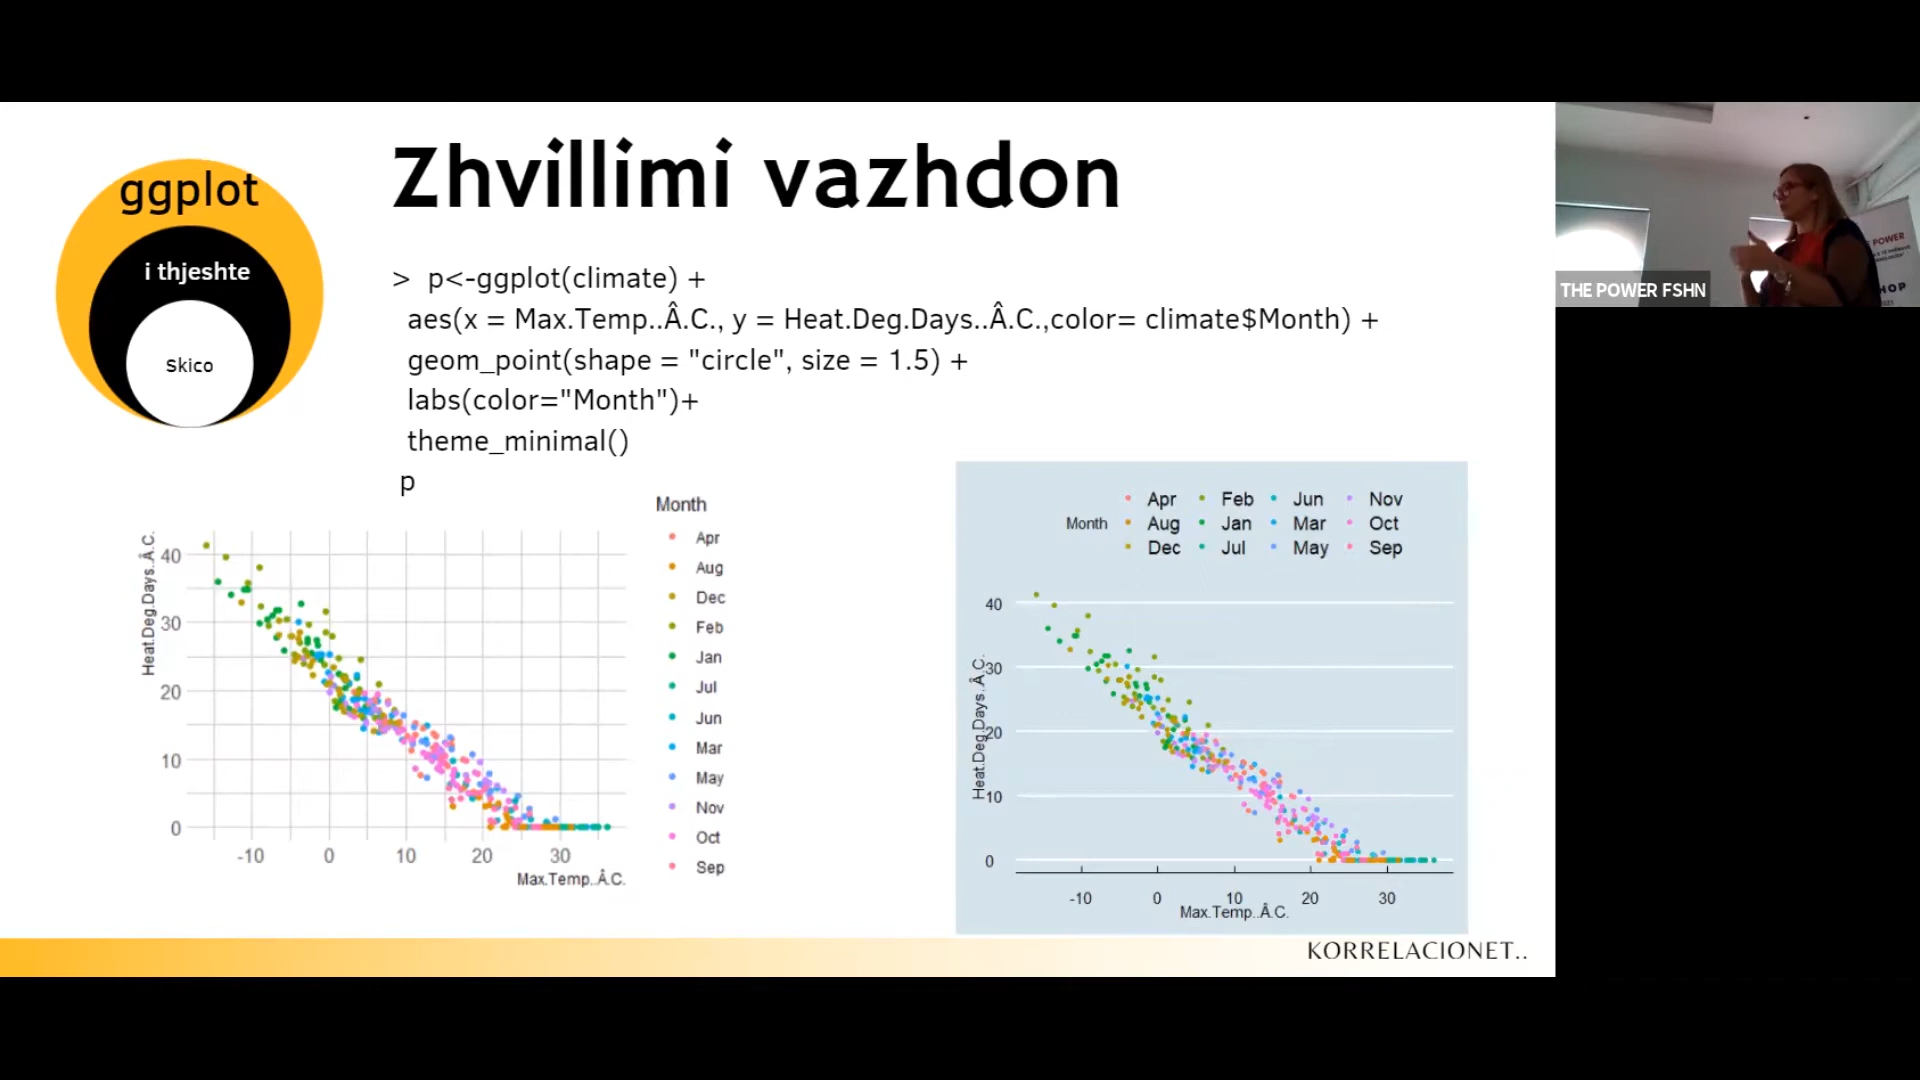 ggplot
i thjeshte
Skico
Zhvillimi vazhdon
> p<-ggplot(climate) +
aes(x = Max.Temp..Â.C., y = Heat.Deg.Days..Â.C.,color= climate$Month) +
geom_point(shape = "circle", size = 1.5) +
labs(color="Month")+
theme_minimal()
p
Month
Apr
Aug
Dec
Feb
Jan
Jul
Jun
Mar
May
Nov
Oct
Sep
Heat.Deg.Days..Â.C.
40
30
20
10
0
-10 0 10 20 30
Max.Temp..Â.C.
Apr Feb Jun Nov
Month Aug Jan Mar Oct
Dec Jul May Sep
Heat.Deg.Days..Â.C.
40
30
20
10
0
-10 0 10 20 30
Max.Temp..Â.C.
KORRELACIONET..
POWER
HOP
THE POWER FSHN